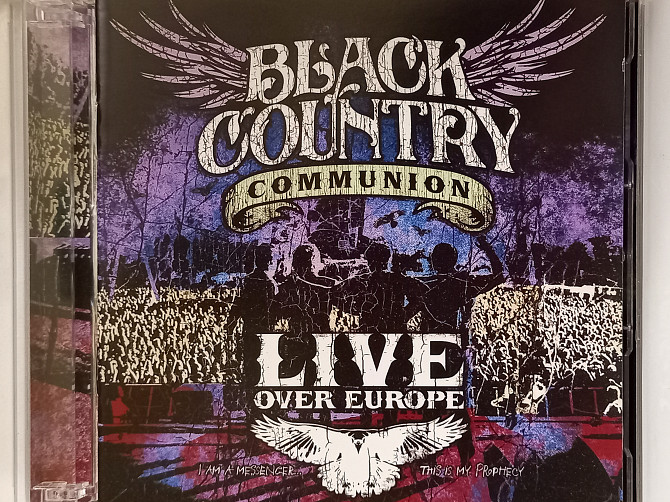 BLACK
COUNTRY
COMMUNION
LIVE
OVER EUROPE
I AM A MESSENGER... THIS IS MY PROPHECY